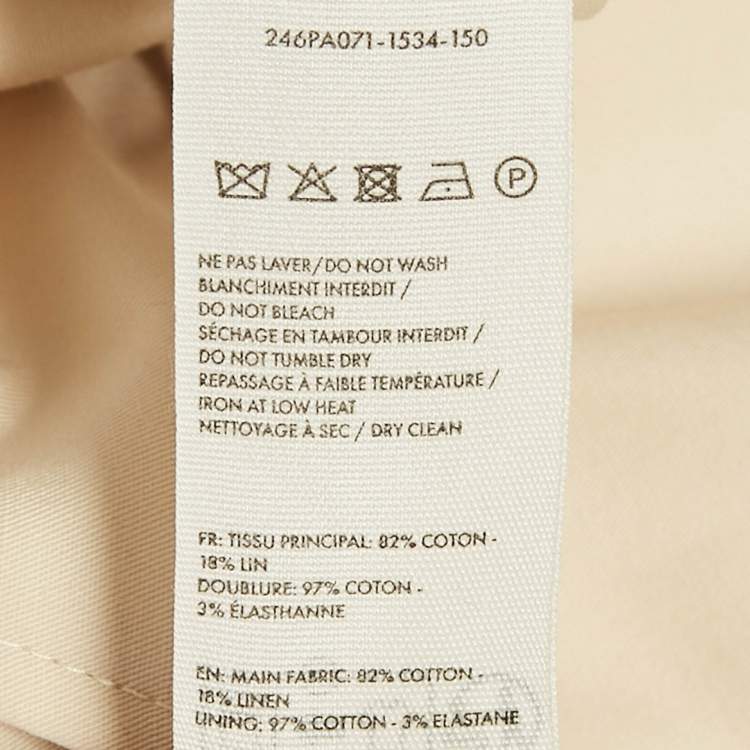 246PA071-1534-150
P
NE PAS LAVER/DO NOT WASH
BLANCHIMENT INTERDIT /
DO NOT BLEACH
SÉCHAGE EN TAMBOUR INTERDIT /
DO NOT TUMBLE DRY
REPASSAGE À FAIBLE TEMPÉRATURE /
IRON AT LOW HEAT
NETTOYAGE À SEC / DRY CLEAN
FR: TISSU PRINCIPAL: 82% COTON -
18% LIN
DOUBLURE: 97% COTON -
3% ÉLASTHANNE
EN: MAIN FABRIC: 82% COTTON -
18% LINEN
LINING: 97% COTTON - 3% ELASTANE